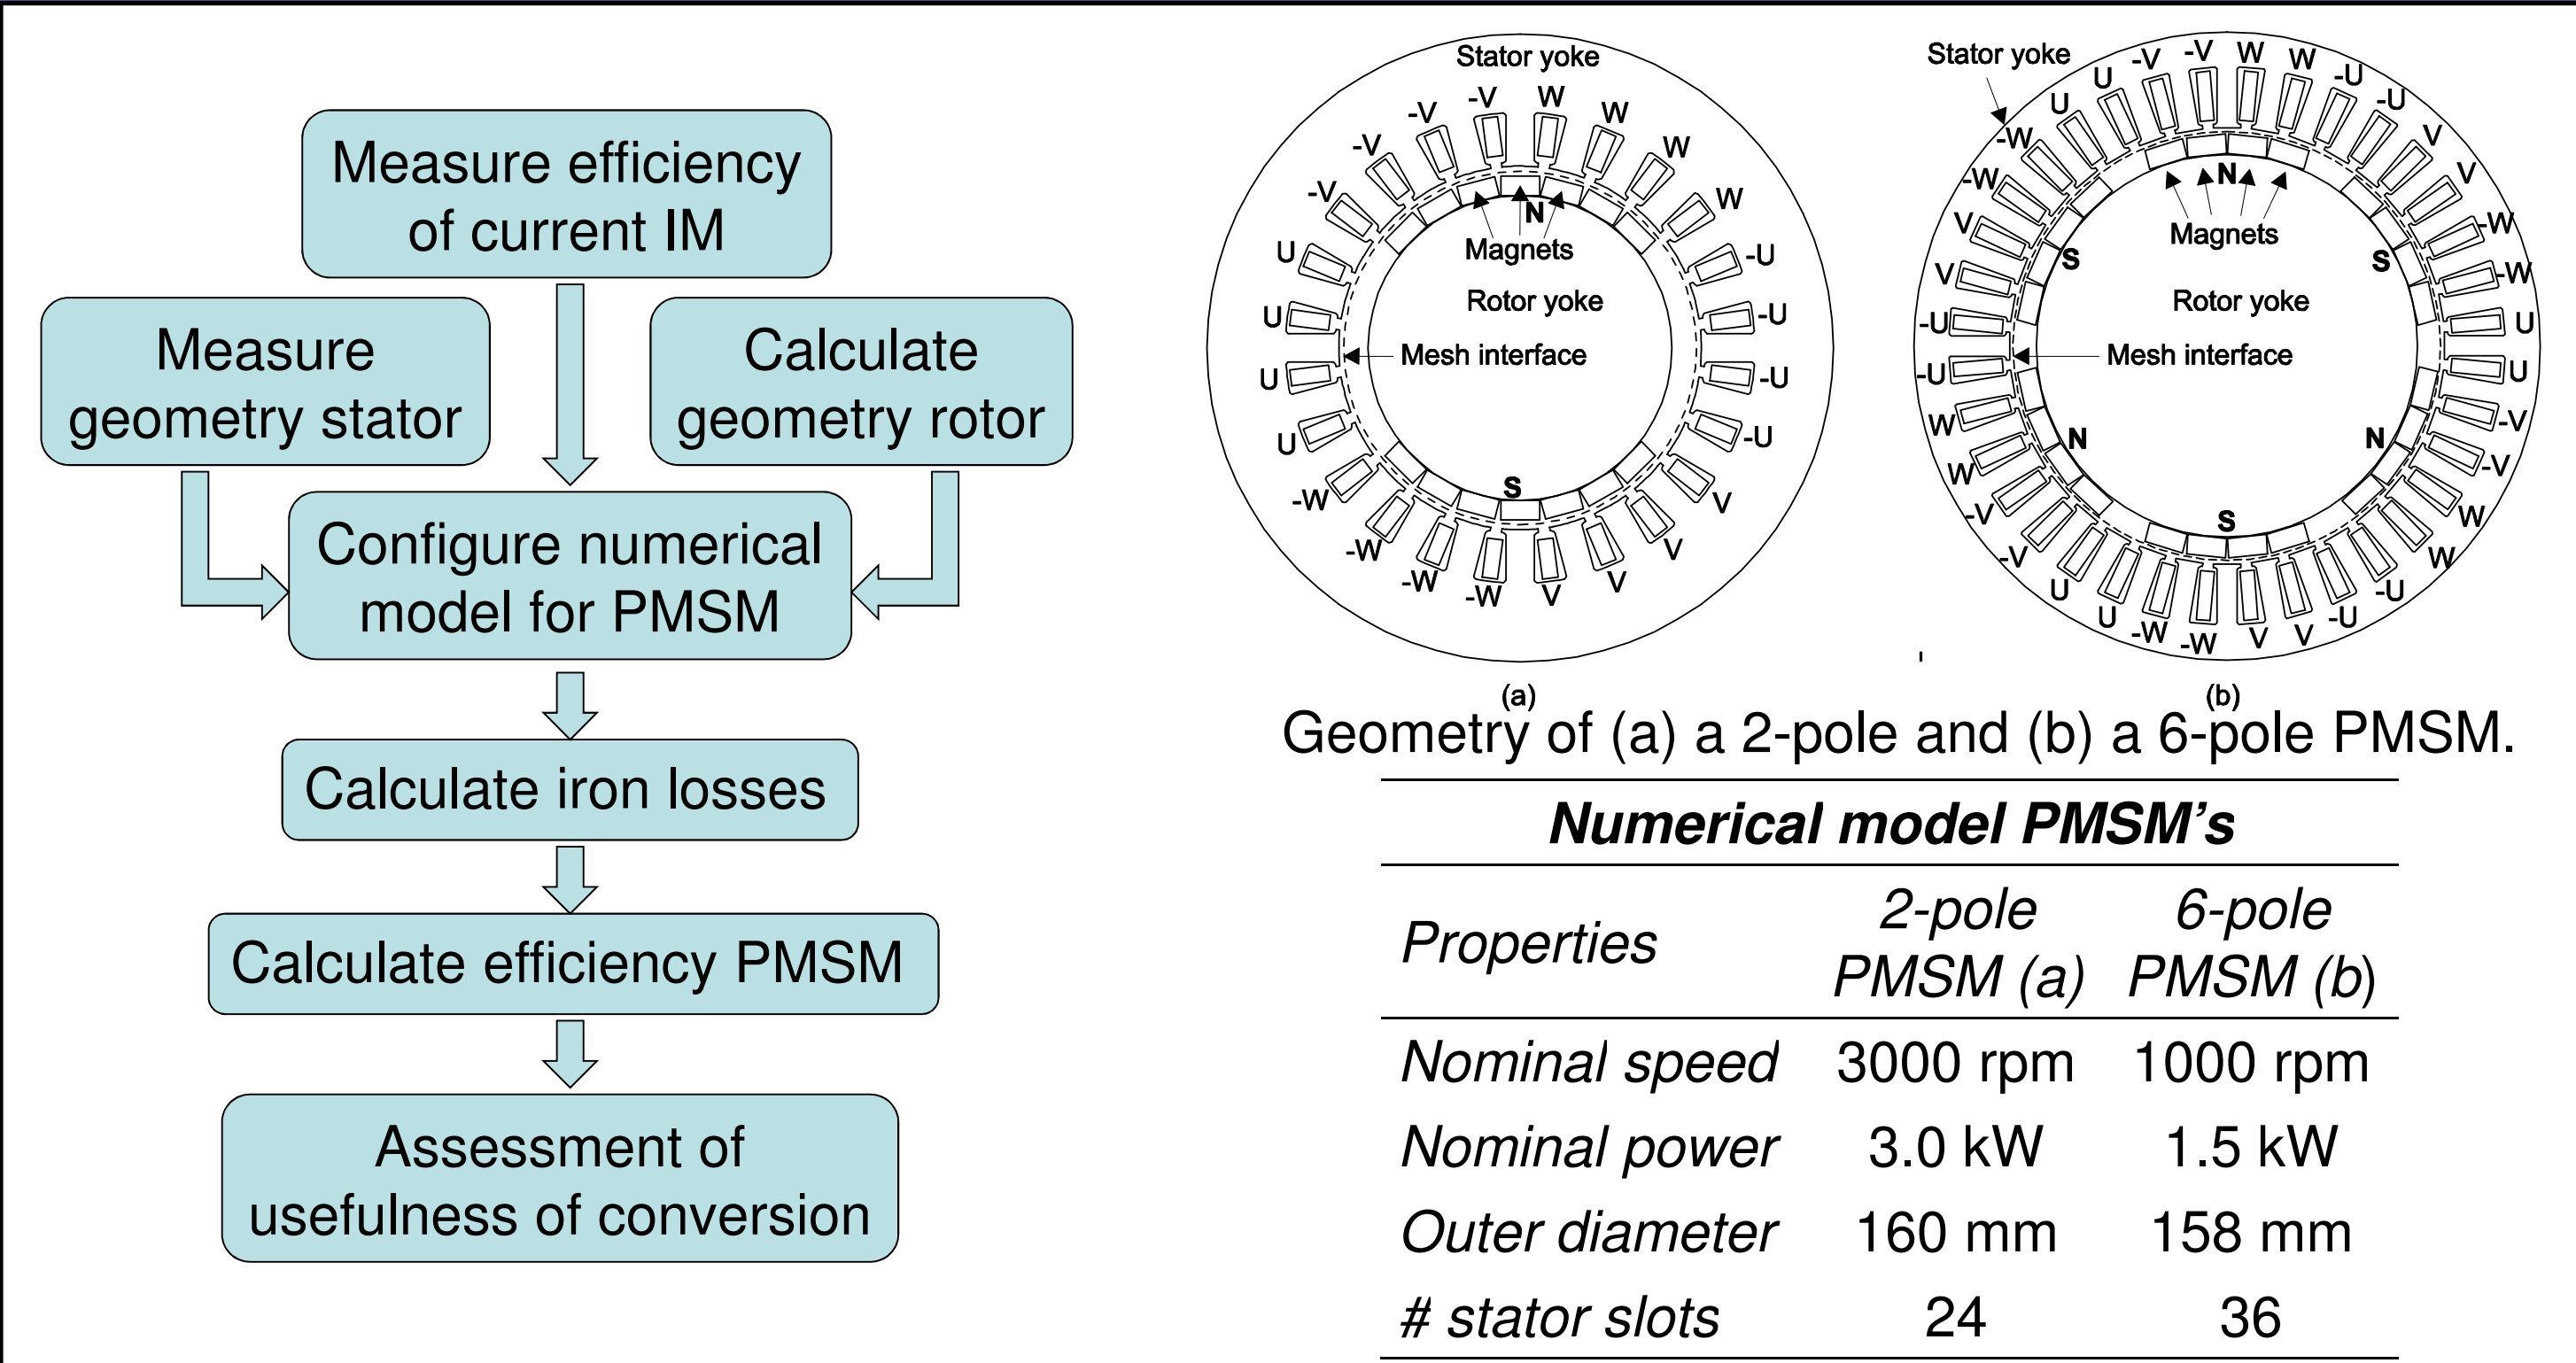 Measure efficiency
of current IM
Measure
geometry stator
Calculate
geometry rotor
Configure numerical
model for PMSM
Calculate iron losses
Calculate efficiency PMSM
Assessment of
usefulness of conversion
Stator yoke
-V
-V
-V
-V
W
W
W
W
U
U
U
U
-U
-U
-U
-U
N
Magnets
Rotor yoke
Mesh interface
S
-W
-W
-W
-W
V
V
V
V
(a)
Stator yoke
-W
-W
U
U
-V
-V
W
W
-U
-U
V
V
-W
-W
U
U
-V
-V
W
W
-U
-U
V
V
-W
-W
U
U
-V
-V
W
W
-U
-U
V
V
N
Magnets
S
S
Rotor yoke
Mesh interface
N
N
S
(b)
Geometry of (a) a 2-pole and (b) a 6-pole PMSM.
Numerical model PMSM's
Properties
2-pole
PMSM (a)
6-pole
PMSM (b)
Nominal speed 3000 rpm 1000 rpm
Nominal power 3.0 kW 1.5 kW
Outer diameter 160 mm 158 mm
# stator slots 24 36